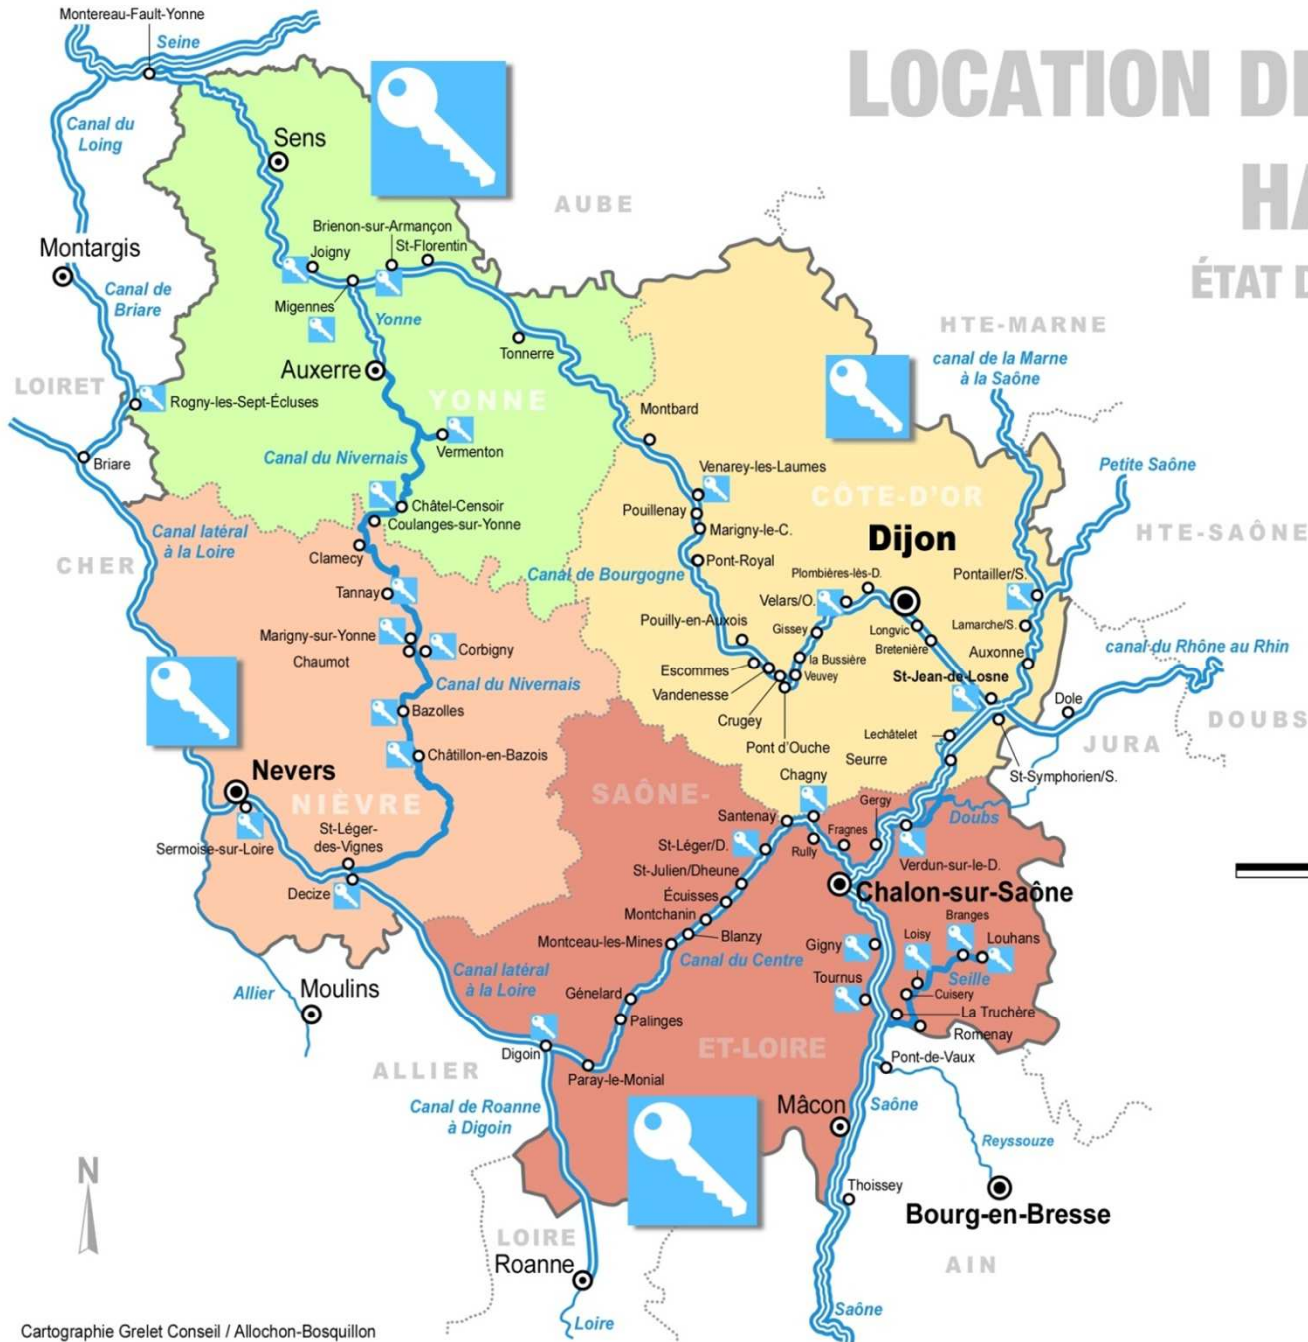 Montereau-Fault-Yonne
Seine
LOCATION DE
HA
ÉTAT D
Canal du
Loing
Sens
AUBE
Brienon-sur-Armançon
St-Florentin
Joigny
Montargis
Canal de
Briare
Migennes
Yonne
HTE-MARNE
canal de la Marne
à la Saône
Tonnerre
Auxerre
LOIRET
Rogny-les-Sept-Écluses
YONNE
Montbard
Vermenton
Briare
Canal du Nivernais
Venarey-les-Laumes
Petite Saône
CÔTE-D'OR
Châtel-Censoir
Coulanges-sur-Yonne
Pouillenay
Marigny-le-C.
Canal latéral
à la Loire
Dijon
HTE-SAÔNE
Clamecy
CHER
Pont-Royal
Canal de Bourgogne
Plombières-lès-D.
Pontailler/S.
Tannay
Velars/O.
Pouilly-en-Auxois
Gissey
Longvic
Lamarche/S.
Marigny-sur-Yonne
Bretenière
canal du Rhône au Rhin
Chaumot
Corbigny
Escommes
la Bussière
Auxonne
Veuvey
St-Jean-de-Losne
Canal du Nivernais
Vandenesse
Dole
Bazolles
Crugey
DOUBS
Lechâtelet
JURA
Pont d'Ouche
Châtillon-en-Bazois
Seurre
Nevers
Chagny
St-Symphorien/S.
SAÔNE-
NIÈVRE
Gergy
Santenay
Doubs
St-Léger-
des-Vignes
Fragnes
Sermoise-sur-Loire
St-Léger/D.
Rully
Verdun-sur-le-D.
St-Julien/Dheune
Decize
Écuisses
Chalon-sur-Saône
Montchanin
Branges
Blanzy
Loisy
Louhans
Montceau-les-Mines
Gigny
Canal du Centre
Canal latéral
à la Loire
Tournus
Seille
Allier
Moulins
Génelard
Cuisery
La Truchère
Palinges
Romenay
ET-LOIRE
Digoin
Pont-de-Vaux
ALLIER
Paray-le-Monial
Canal de Roanne
à Digoin
Mâcon
Saône
Reyssouze
N
Thoissey
Bourg-en-Bresse
LOIRE
Roanne
AIN
Saône
Loire
Cartographie Grelet Conseil / Allochon-Bosquillon